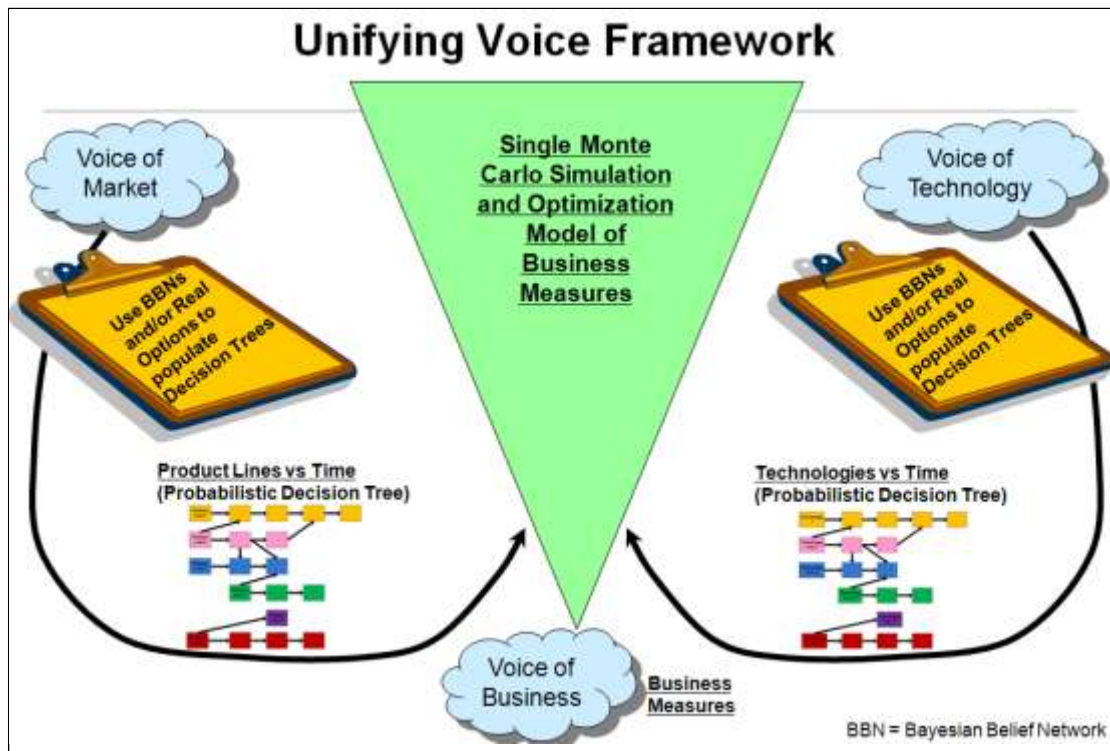 Unifying Voice Framework
Voice of
Market
Single Monte
Carlo Simulation
and Optimization
Model of
Business
Measures
Voice of
Technology
Use BBNs
and/or Real
Options to
populate
Decision Trees
Use BBNs
and/or Real
Options to
populate
Decision Trees
Product Lines vs Time
(Probabilistic Decision Tree)
Technologies vs Time
(Probabilistic Decision Tree)
Voice of
Business
Business
Measures
BBN = Bayesian Belief Network